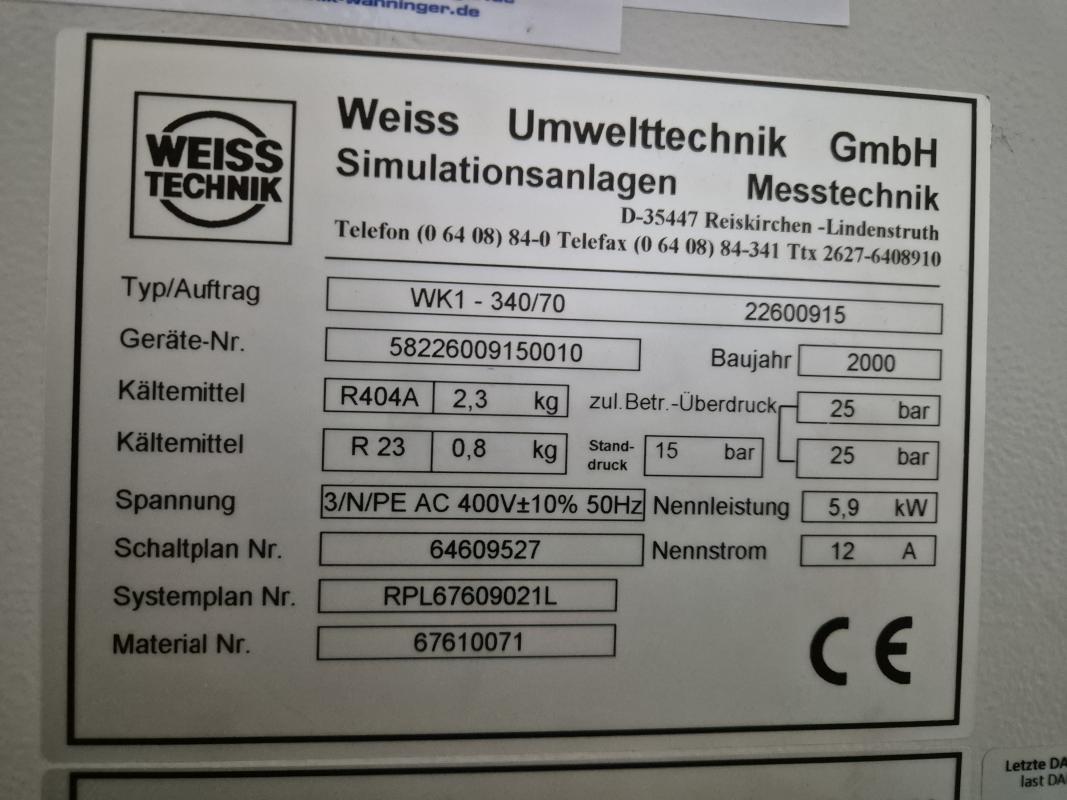 wanninger.de
WEISS
TECHNIK
Weiss Umwelttechnik GmbH
Simulationsanlagen Messtechnik
D-35447 Reiskirchen -Lindenstruth
Telefon (0 64 08) 84-0 Telefax (0 64 08) 84-341 Ttx 2627-6408910
Typ/Auftrag WK1 - 340/70 22600915
Geräte-Nr. 58226009150010 Baujahr 2000
Kältemittel R404A 2,3 kg zul.Betr.-Überdruck 25 bar
Kältemittel R 23 0,8 kg Stand-druck 15 bar 25 bar
Spannung 3/N/PE AC 400V±10% 50Hz Nennleistung 5,9 kW
Schaltplan Nr. 64609527 Nennstrom 12 A
Systemplan Nr. RPL67609021L
Material Nr. 67610071
CE
Letzte DA
last DA